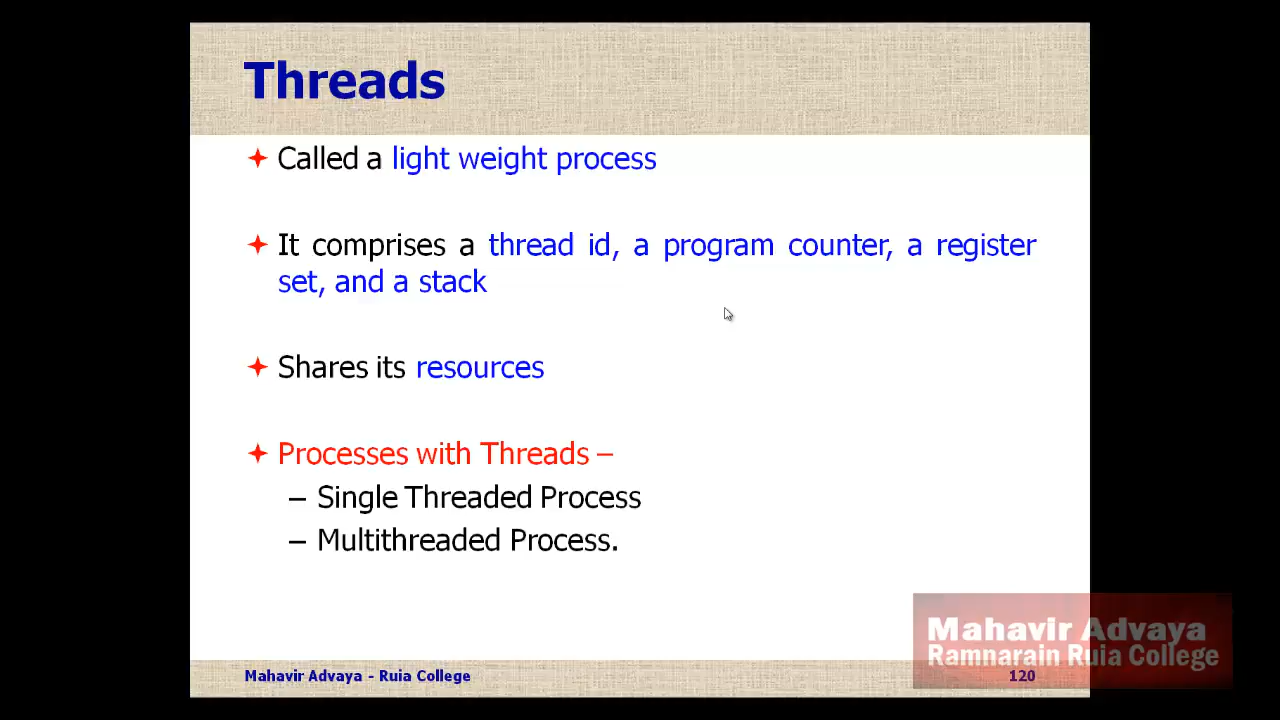 Threads
Called a light weight process
It comprises a thread id, a program counter, a register
set, and a stack
Shares its resources
Processes with Threads –
– Single Threaded Process
– Multithreaded Process.
Mahavir Advaya
Ramnarain Ruia College
Mahavir Advaya - Ruia College
120